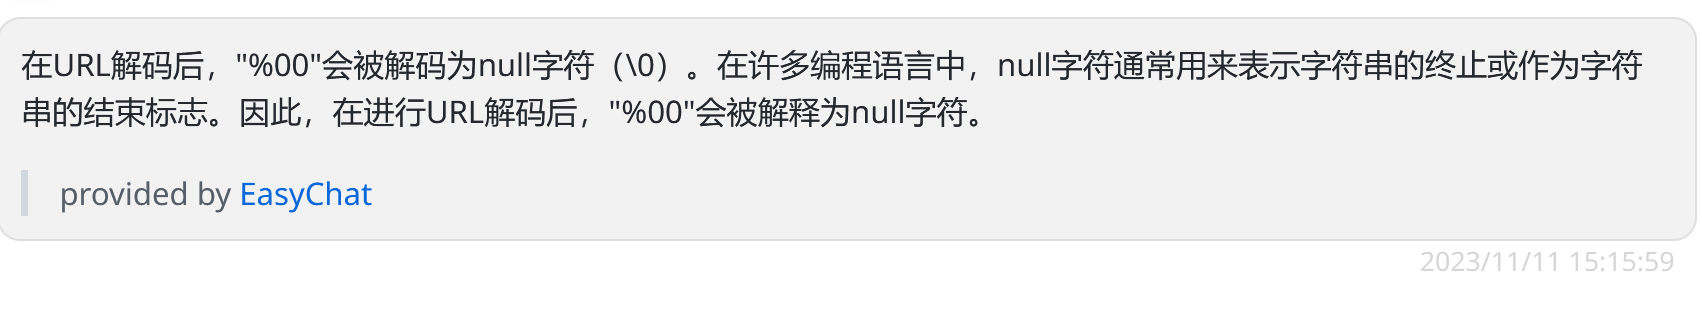 在URL解码后，"%00"会被解码为null字符（\0）。在许多编程语言中，null字符通常用来表示字符串的终止或作为字符
串的结束标志。因此，在进行URL解码后，"%00"会被解释为null字符。
provided by EasyChat
2023/11/11 15:15:59